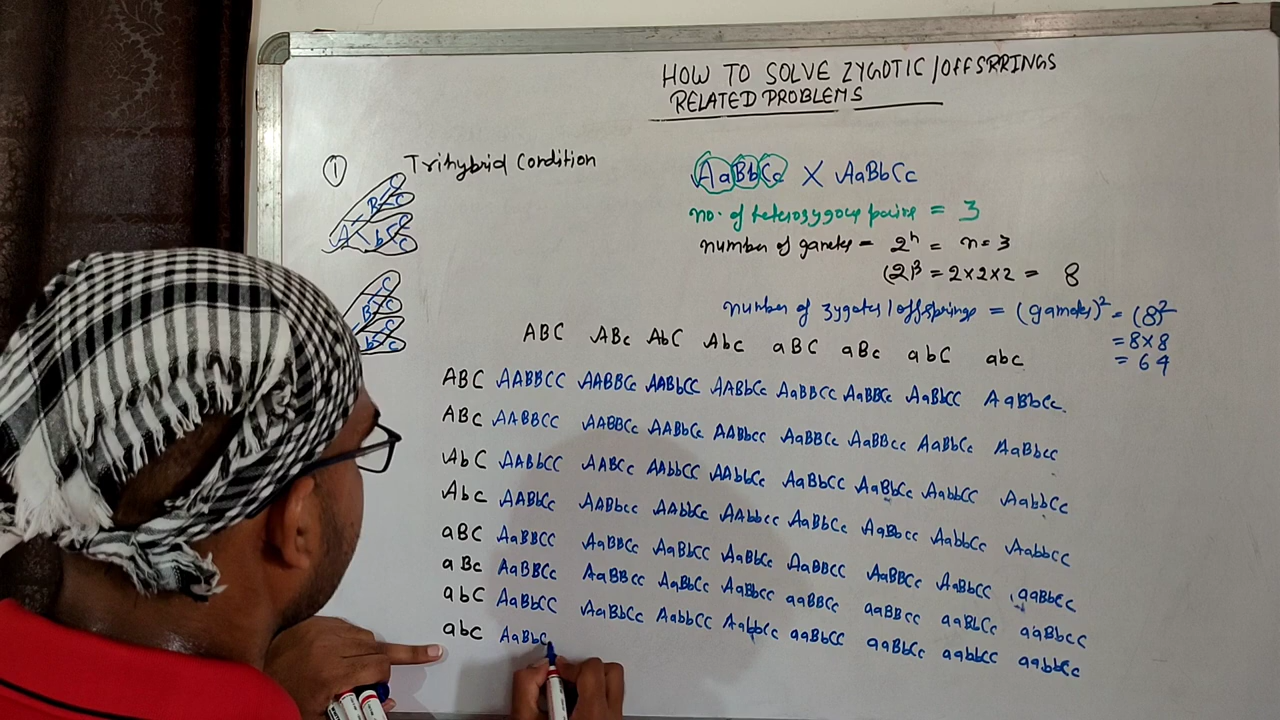 HOW TO SOLVE ZYGOTIC/OFFSRRINGS
RELATED PROBLEMS
① Trihybrid Condition
AaBbCc X AaBbCc
no. of heterozygous pairs = 3
number of gametes = 2ⁿ = n=3
(2)³ = 2×2×2 = 8
number of zygotes/offsprings = (gametes)² = (8)²
= 8×8
= 64
ABC ABc AbC Abc aBC aBc abC abc
ABC AABBCC AABBCc AABbCC AABbCc AaBBCC AaBBCc AaBbCC AaBbCc.
ABc AABBCC AABBCc AABbCc AABbcc AaBBCc AaBBcc AaBbCc AaBbcc
AbC AABbCC AABCc AAbbCC AAbbCc AaBbCC AaBbCc AabbCC AabbCc
Abc AABbCc AABbcc AAbbCc AAbbcc AaBbCc AaBbcc AabbCc Aabbcc
aBC AaBBCC AaBBCc AaBbCC AaBbCc AaBBCC AaBBCc AaBbCC aaBbCc
aBc AaBBCc AaBBcc AaBbCc AaBbcc aaBBCc aaBBcc aaBbCc aaBbcc
abC AaBbCC AaBbCc AabbCC AabbCc aaBbCC aaBbCc aabbCC aabbCc
abc AaBbC